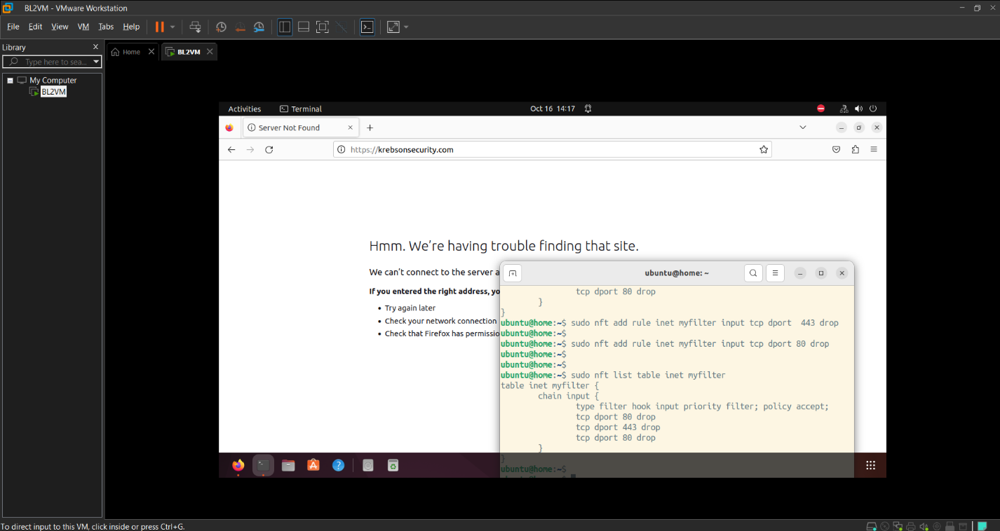 BL2VM - VMware Workstation
File Edit View VM Tabs Help
Library
Type here to sea...
Home
BL2VM
My Computer
BL2VM
Activities
Terminal
Oct 16 14:17
Server Not Found
https://krebsonsecurity.com
Hmm. We're having trouble finding that site.
We can't connect to the server a
If you entered the right address, yo
Try again later
Check your network connection
Check that Firefox has permissio
ubuntu@home: ~
tcp dport 80 drop
}
}
ubuntu@home:~$ sudo nft add rule inet myfilter input tcp dport  443 drop
ubuntu@home:~$
ubuntu@home:~$ sudo nft add rule inet myfilter input tcp dport 80 drop
ubuntu@home:~$
ubuntu@home:~$
ubuntu@home:~$ sudo nft list table inet myfilter
table inet myfilter {
chain input {
type filter hook input priority filter; policy accept;
tcp dport 80 drop
tcp dport 443 drop
tcp dport 80 drop
}
}
ubuntu@home:~$
To direct input to this VM, click inside or press Ctrl+G.